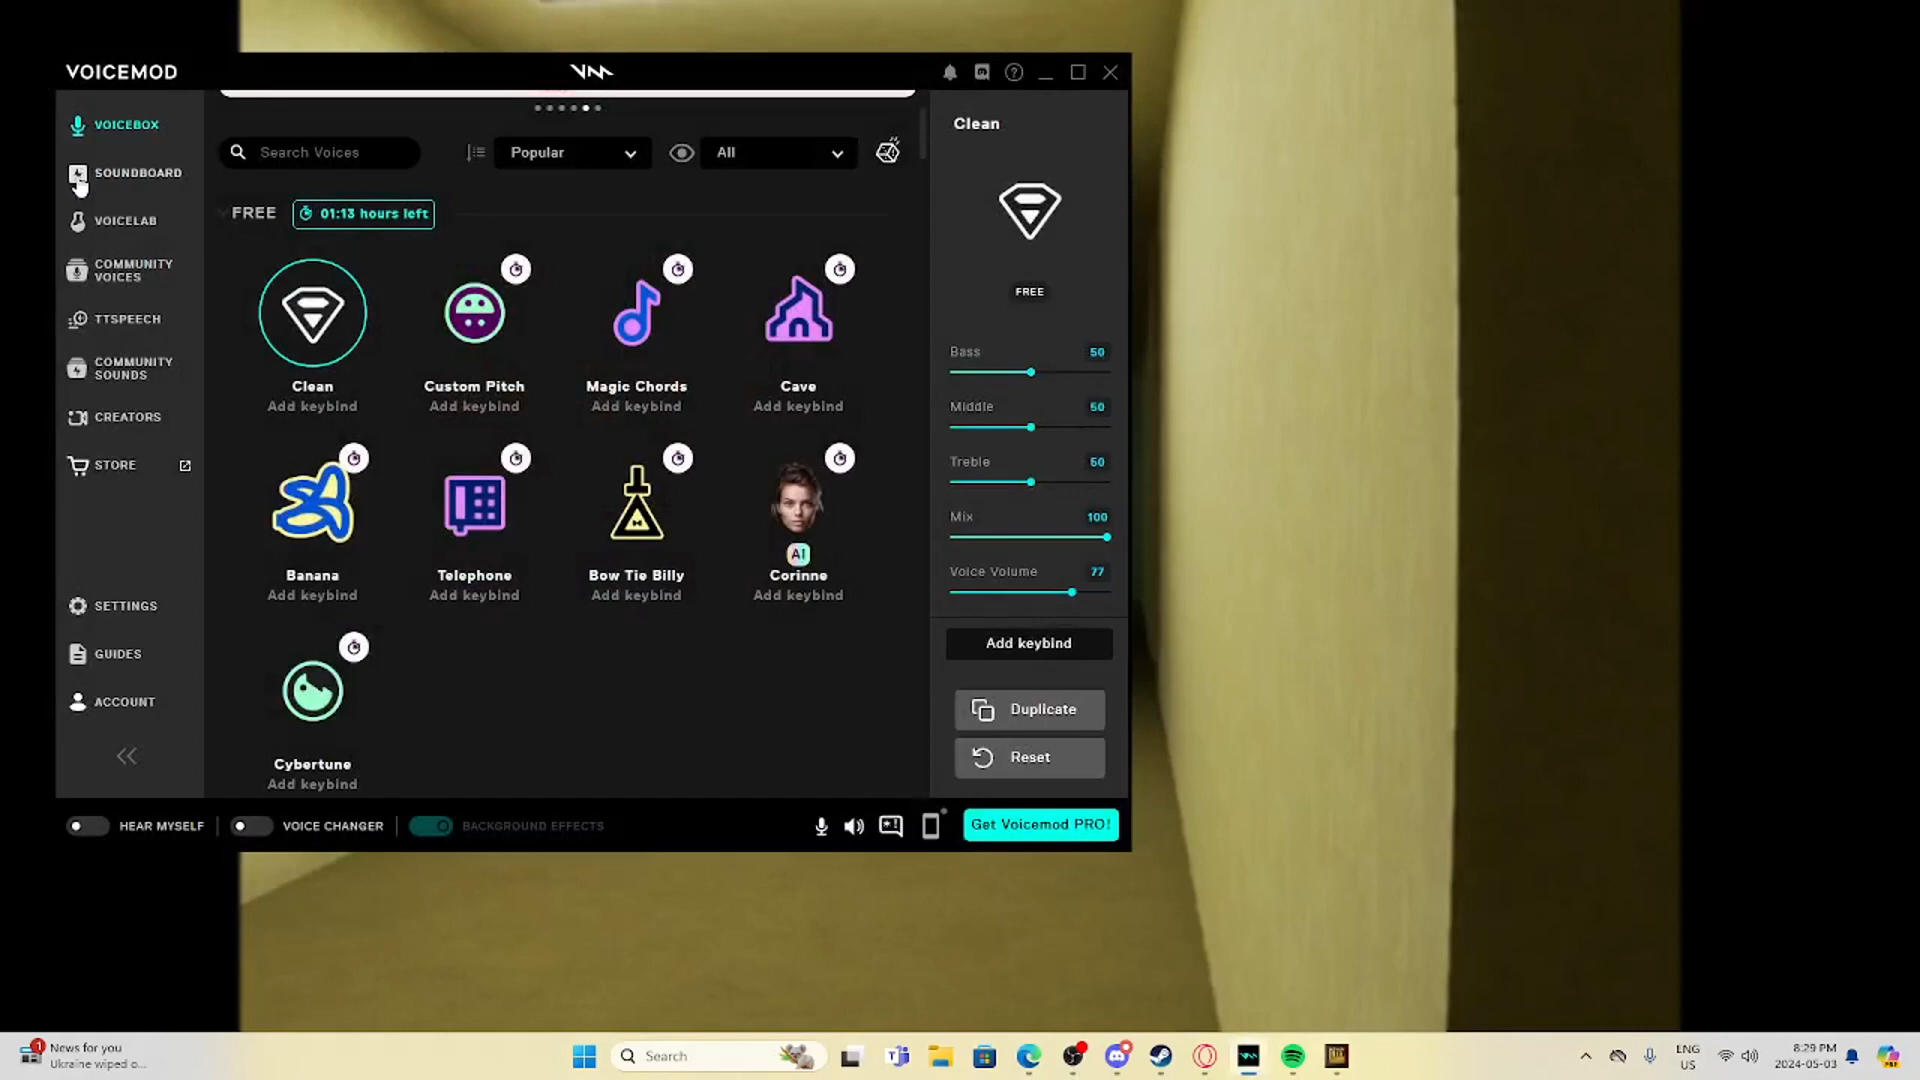 VOICEMOD
VOICEBOX
SOUNDBOARD
VOICELAB
COMMUNITY
VOICES
TTSPEECH
COMMUNITY
SOUNDS
CREATORS
STORE
SETTINGS
GUIDES
ACCOUNT
Search Voices
Popular
All
FREE
01:13 hours left
Clean
Add keybind
Custom Pitch
Add keybind
Magic Chords
Add keybind
Cave
Add keybind
Banana
Add keybind
Telephone
Add keybind
Bow Tie Billy
Add keybind
AI
Corinne
Add keybind
Cybertune
Add keybind
Clean
FREE
Bass 50
Middle 50
Treble 50
Mix 100
Voice Volume 77
Add keybind
Duplicate
Reset
HEAR MYSELF
VOICE CHANGER
BACKGROUND EFFECTS
Get Voicemod PRO!
1
News for you
Ukraine wiped o...
Search
ENG
US
8:29 PM
2024-05-03